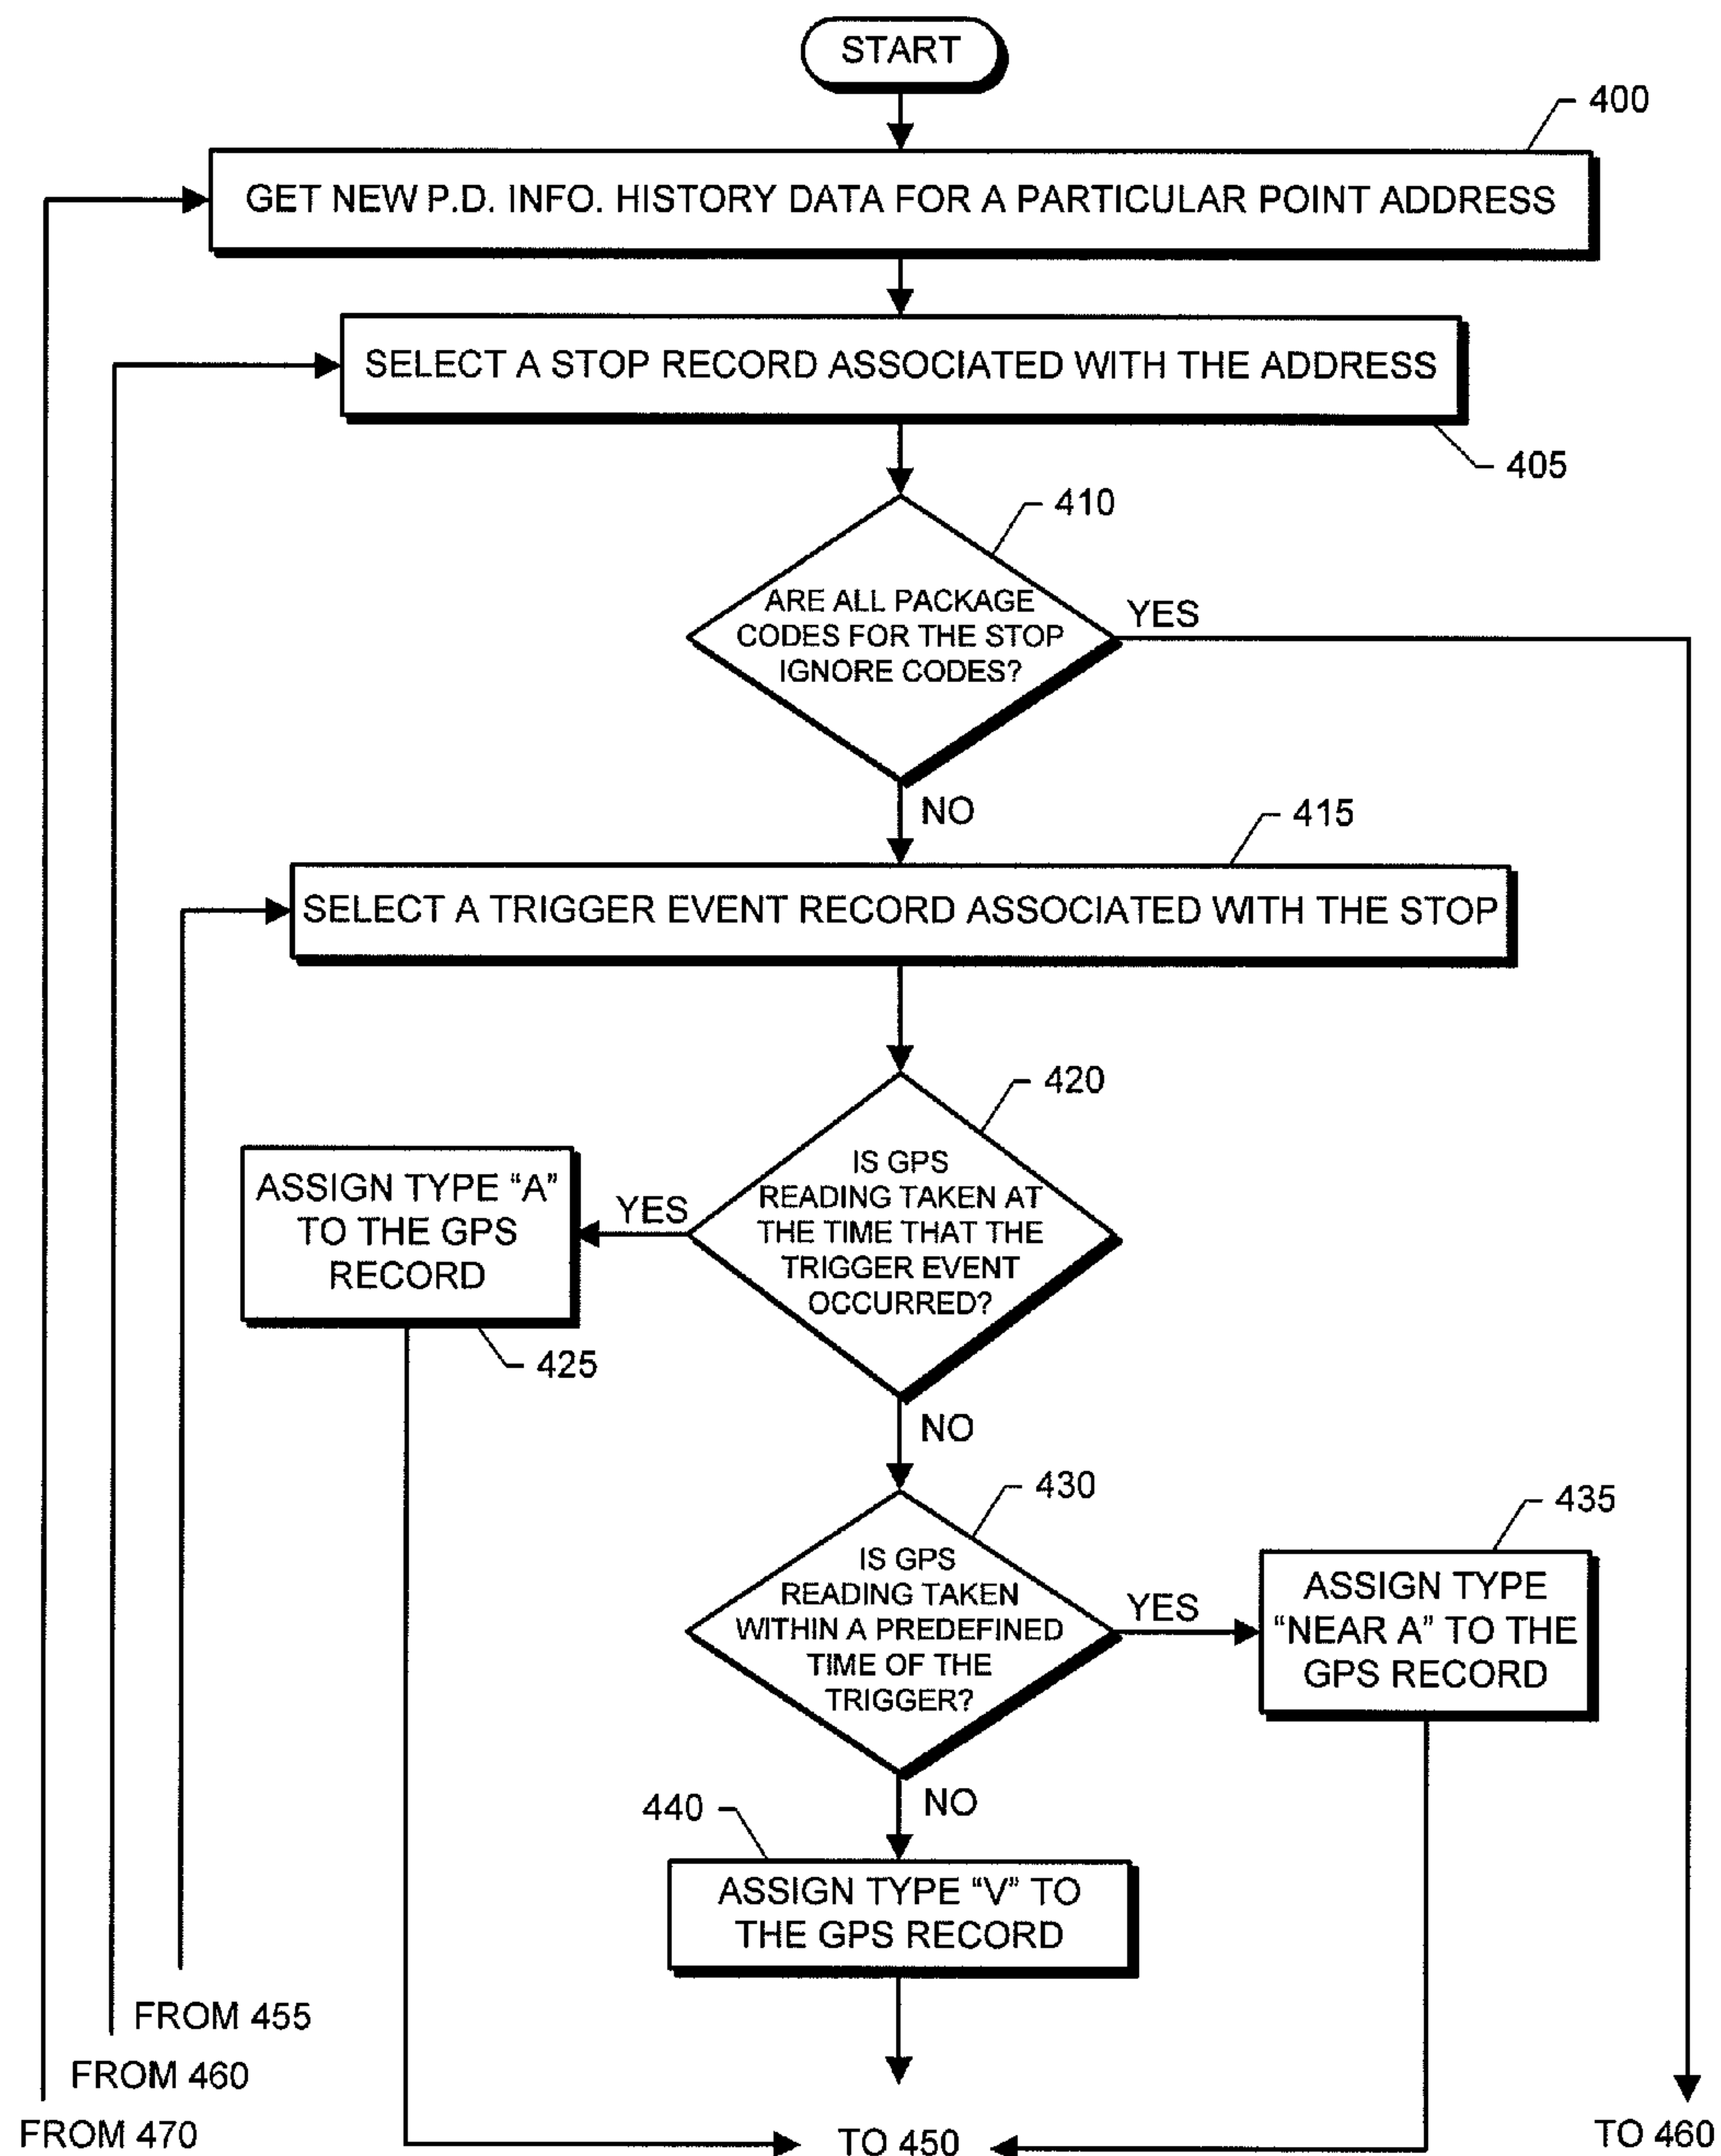 START
400
GET NEW P.D. INFO. HISTORY DATA FOR A PARTICULAR POINT ADDRESS
SELECT A STOP RECORD ASSOCIATED WITH THE ADDRESS
405
410
ARE ALL PACKAGE
CODES FOR THE STOP
IGNORE CODES?
YES
NO
415
SELECT A TRIGGER EVENT RECORD ASSOCIATED WITH THE STOP
420
IS GPS
READING TAKEN AT
THE TIME THAT THE
TRIGGER EVENT
OCCURRED?
YES
ASSIGN TYPE “A”
TO THE GPS
RECORD
425
NO
430
IS GPS
READING TAKEN
WITHIN A PREDEFINED
TIME OF THE
TRIGGER?
YES
435
ASSIGN TYPE
“NEAR A” TO THE
GPS RECORD
NO
440
ASSIGN TYPE “V” TO
THE GPS RECORD
FROM 455
FROM 460
FROM 470
TO 450
TO 460